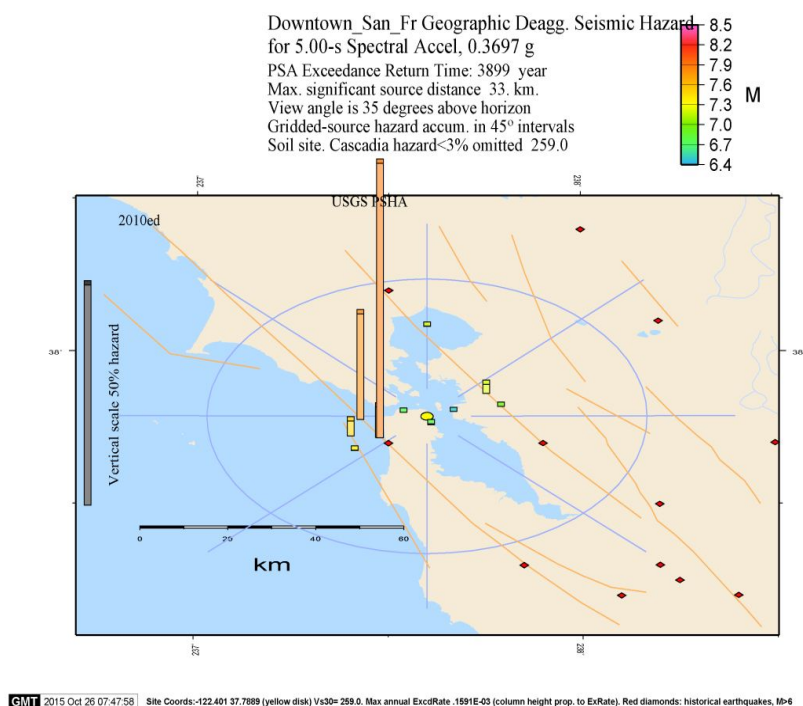 Downtown_San_Fr Geographic Deagg. Seismic Hazard
for 5.00-s Spectral Accel, 0.3697 g
PSA Exceedance Return Time: 3899 year
Max. significant source distance 33. km.
View angle is 35 degrees above horizon
Gridded-source hazard accum. in 45° intervals
Soil site. Cascadia hazard<3% omitted 259.0
8.5
8.2
7.9
7.6
7.3
7.0
6.7
6.4
M
237°
238°
USGS PSHA
2010ed
Vertical scale 50% hazard
38°
38°
0 20 40 60
km
237°
238°
GMT 2015 Oct 26 07:47:58 Site Coords:-122.401 37.7889 (yellow disk) Vs30= 259.0. Max annual ExcdRate .1591E-03 (column height prop. to ExRate). Red diamonds: historical earthquakes, M>6